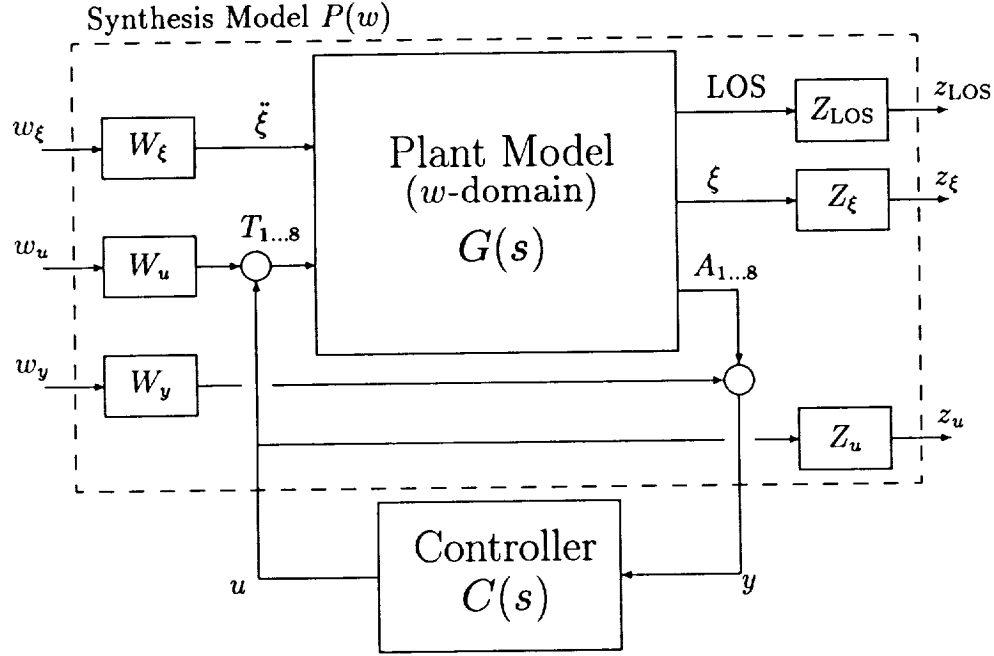 Synthesis Model P(w)
LOS
z_LOS
Z_LOS
w_ξ
W_ξ
ξ̈
Plant Model
(w-domain)
G(s)
ξ
Z_ξ
z_ξ
w_u
W_u
T_1...8
A_1...8
w_y
W_y
Z_u
z_u
Controller
C(s)
u
y